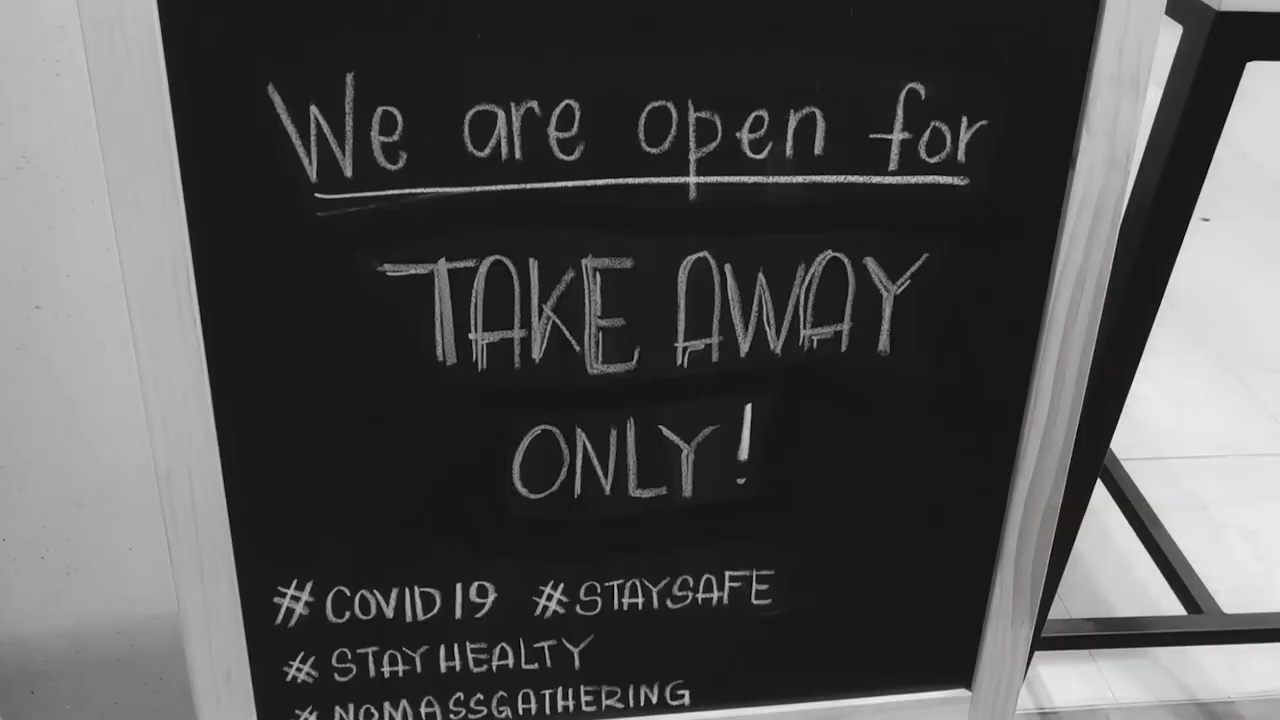 We are open for
TAKE AWAY
ONLY!
#COVID19 #STAYSAFE
#STAYHEALTY
#NOMASSGATHERING